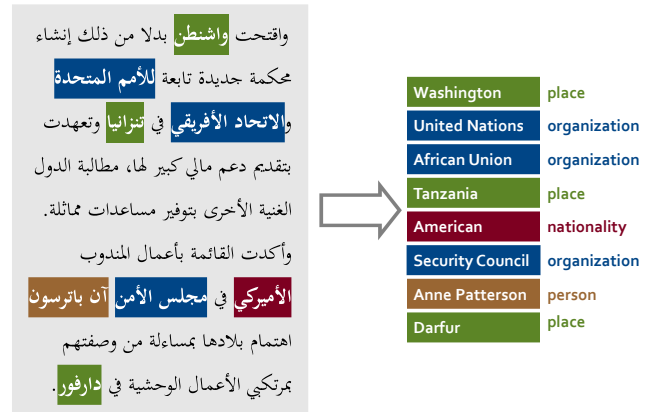 واقتحت واشنطن بدلا من ذلك إنشاء
محكمة جديدة تابعة للأمم المتحدة
والاتحاد الأفريقي في تنزانيا وتعهدت
بتقديم دعم مالي كبير لها، مطالبة الدول
الغنية الأخرى بتوفير مساعدات مماثلة.
وأكدت القائمة بأعمال المندوب
الأميركي في مجلس الأمن آن باترسون
اهتمام بلادها بمساءلة من وصفتهم
بمرتكبي الأعمال الوحشية في دارفور.
Washington place
United Nations organization
African Union organization
Tanzania place
American nationality
Security Council organization
Anne Patterson person
Darfur place